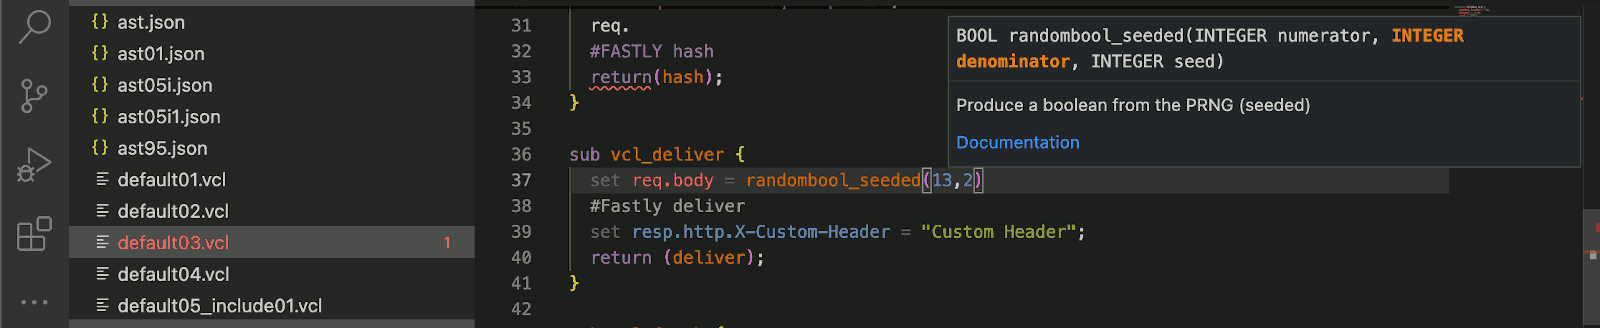 {} ast.json
{} ast01.json
{} ast05i.json
{} ast05i1.json
{} ast95.json
default01.vcl
default02.vcl
default03.vcl 1
default04.vcl
default05_include01.vcl
31 req.
32 #FASTLY hash
33 return(hash);
34 }
35
36 sub vcl_deliver {
37 set req.body = randombool_seeded(13,2)
38 #Fastly deliver
39 set resp.http.X-Custom-Header = "Custom Header";
40 return (deliver);
41 }
42
BOOL randombool_seeded(INTEGER numerator, INTEGER
denominator, INTEGER seed)
Produce a boolean from the PRNG (seeded)
Documentation